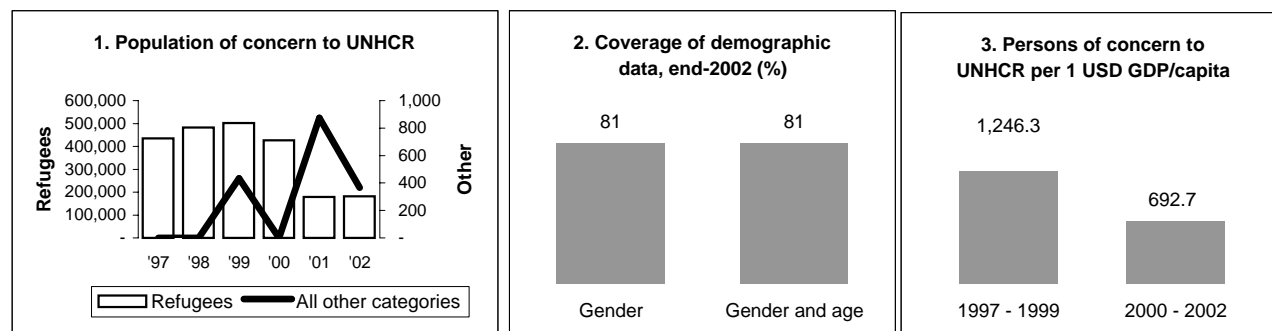 1. Population of concern to UNHCR
600,000
500,000
400,000
300,000
200,000
100,000
-
Refugees
1,000
800
600
400
200
-
Other
'97 '98 '99 '00 '01 '02
Refugees All other categories
2. Coverage of demographic
data, end-2002 (%)
81 81
Gender Gender and age
3. Persons of concern to
UNHCR per 1 USD GDP/capita
1,246.3
692.7
1997 - 1999 2000 - 2002